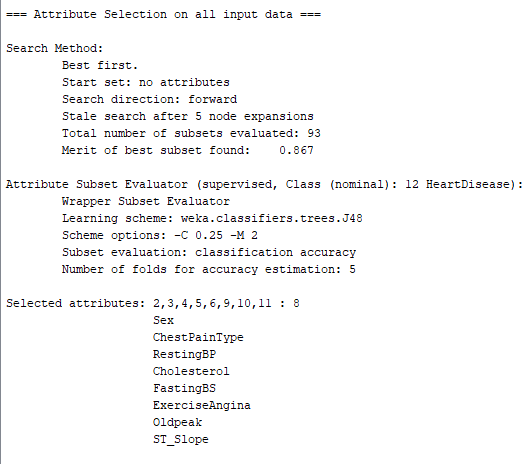 === Attribute Selection on all input data ===
Search Method:
Best first.
Start set: no attributes
Search direction: forward
Stale search after 5 node expansions
Total number of subsets evaluated: 93
Merit of best subset found:    0.867
Attribute Subset Evaluator (supervised, Class (nominal): 12 HeartDisease):
Wrapper Subset Evaluator
Learning scheme: weka.classifiers.trees.J48
Scheme options: -C 0.25 -M 2
Subset evaluation: classification accuracy
Number of folds for accuracy estimation: 5
Selected attributes: 2,3,4,5,6,9,10,11 : 8
Sex
ChestPainType
RestingBP
Cholesterol
FastingBS
ExerciseAngina
Oldpeak
ST_Slope